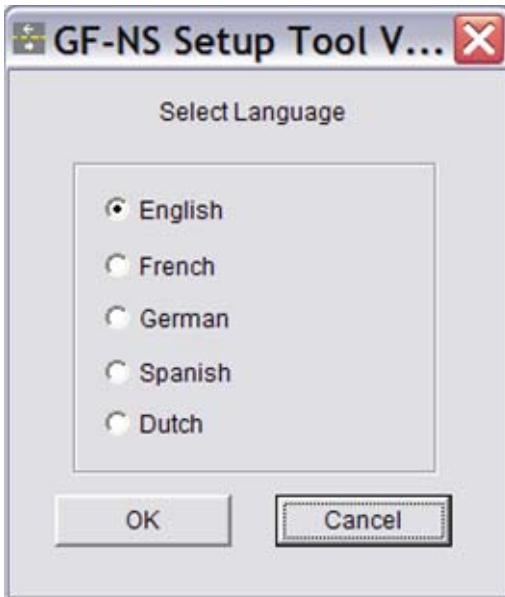 GF-NS Setup Tool V...
Select Language
English
French
German
Spanish
Dutch
OK
Cancel